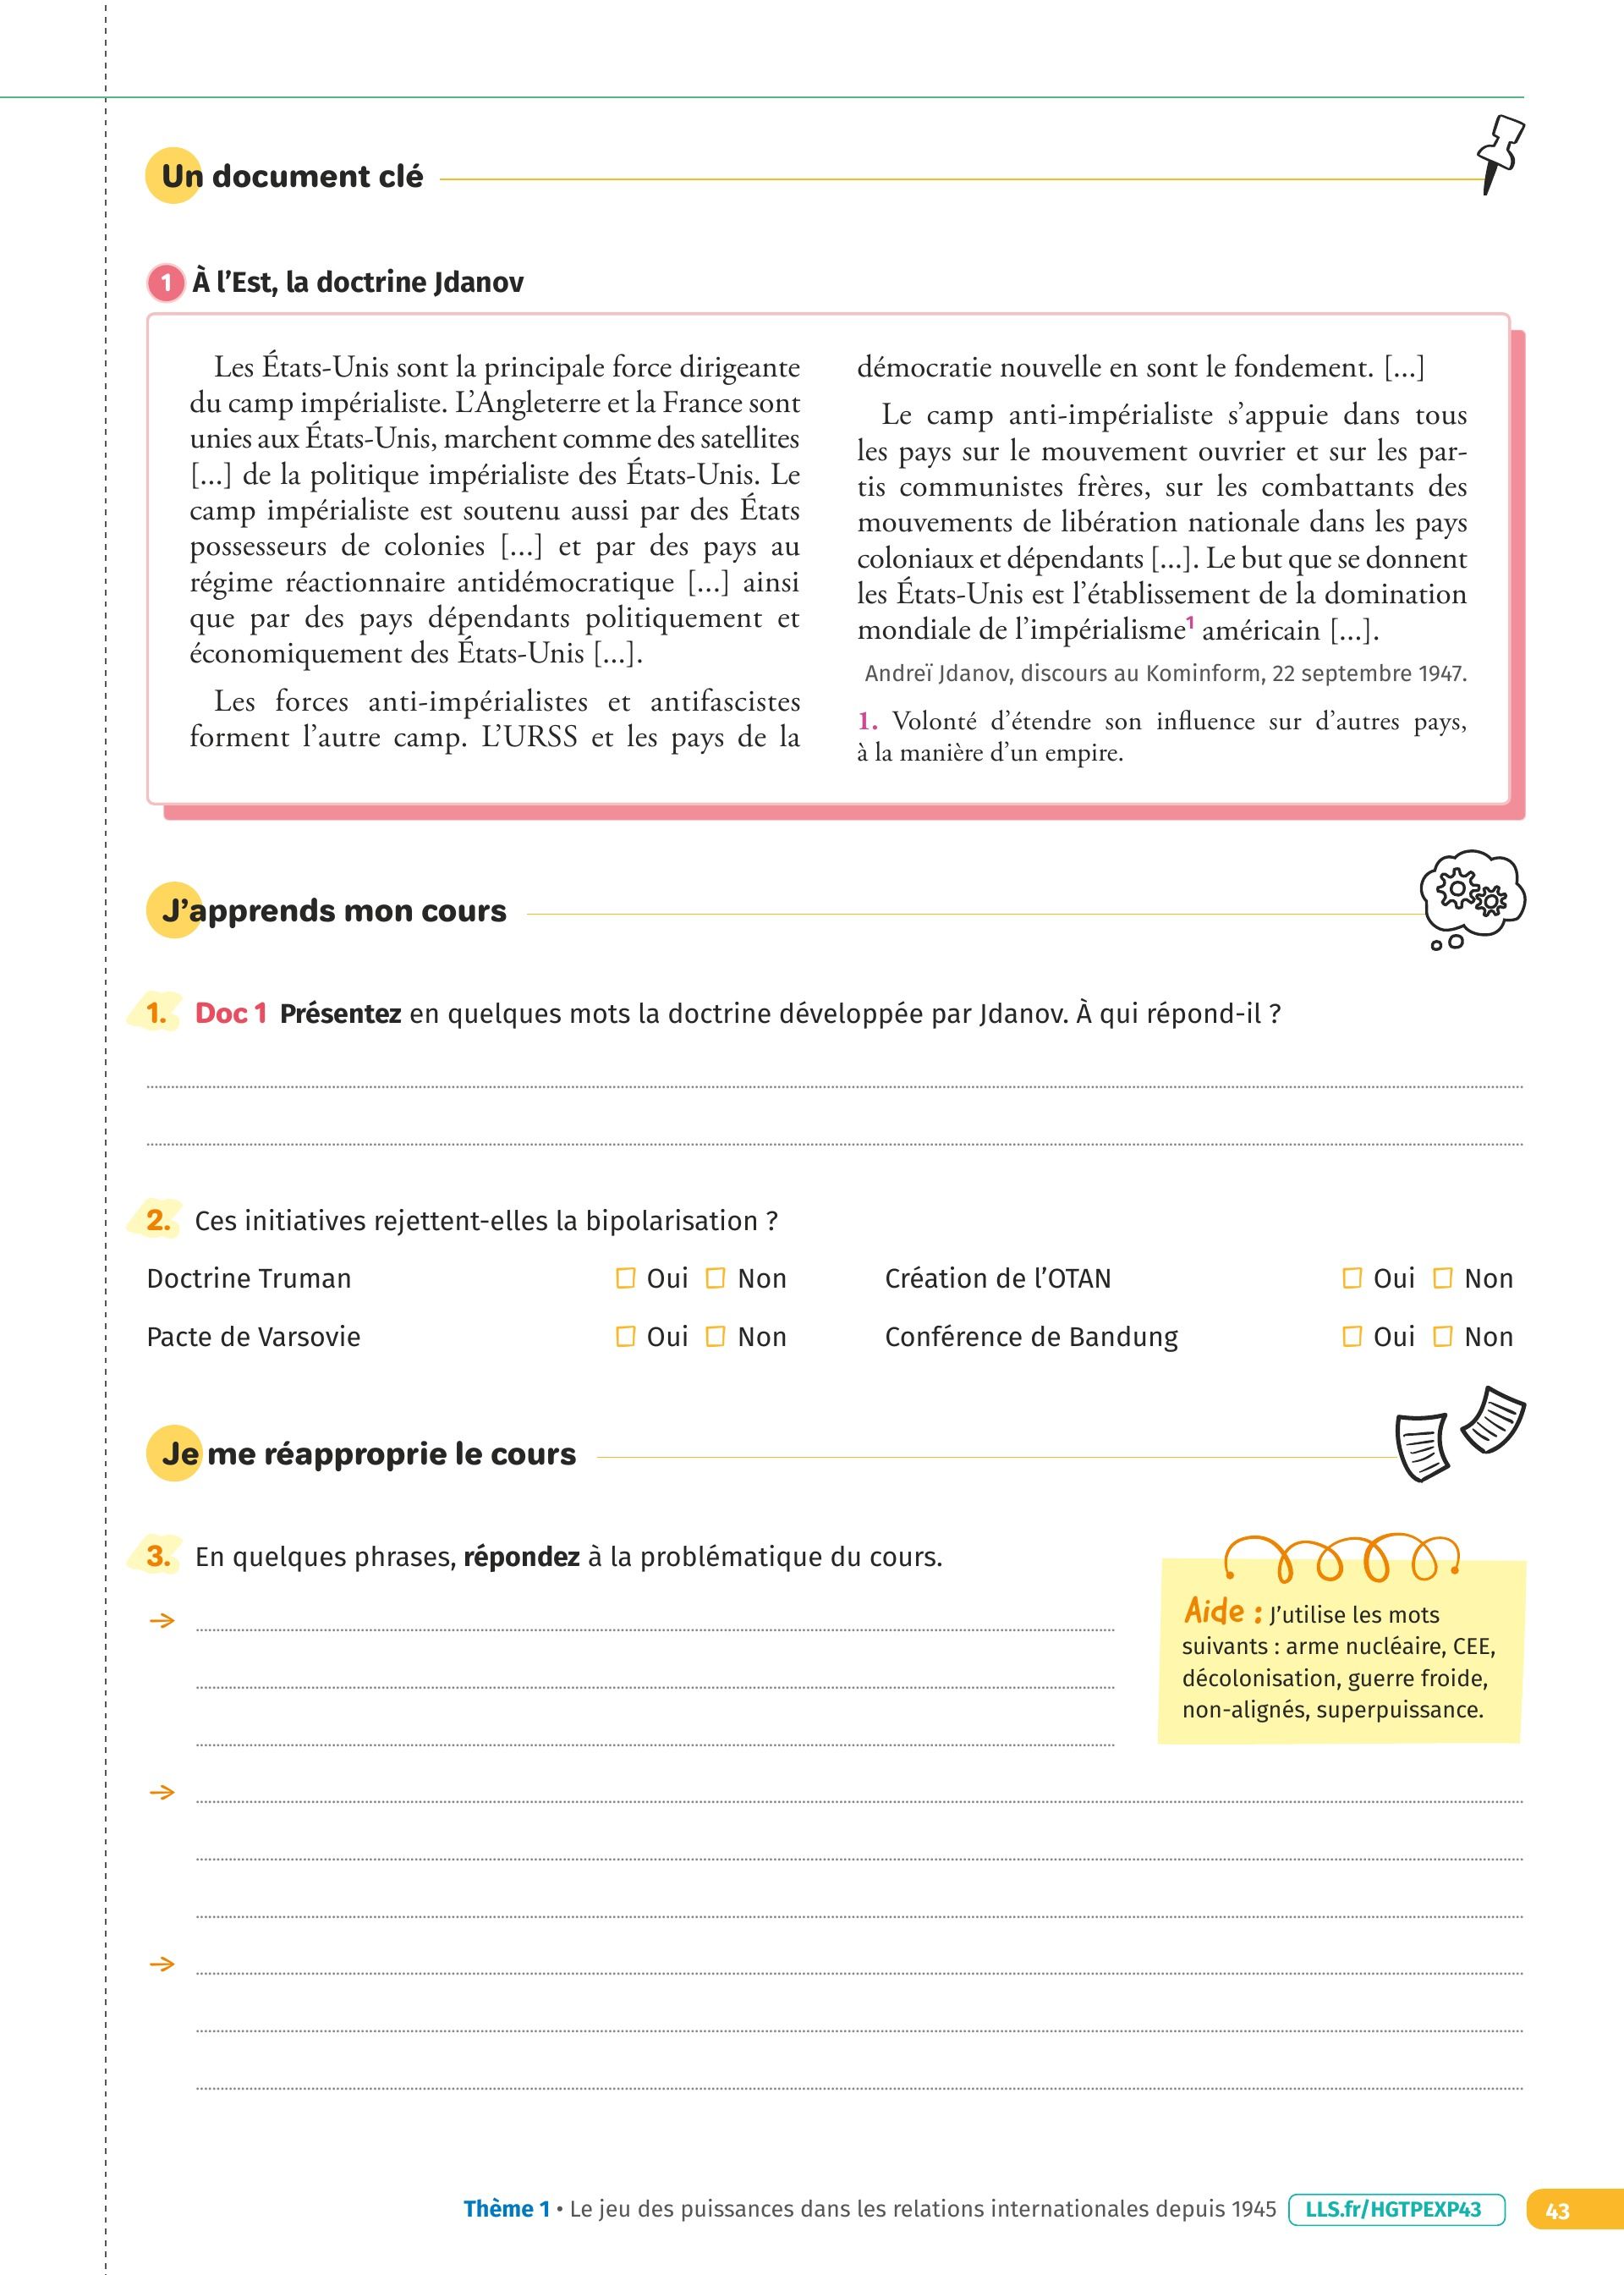 Un document clé
1 À l'Est, la doctrine Jdanov
Les États-Unis sont la principale force dirigeante
du camp impérialiste. L'Angleterre et la France sont
unies aux États-Unis, marchent comme des satellites
[...] de la politique impérialiste des États-Unis. Le
camp impérialiste est soutenu aussi par des États
possesseurs de colonies [...] et par des pays au
régime réactionnaire antidémocratique [...] ainsi
que par des pays dépendants politiquement et
économiquement des États-Unis [...].
Les forces anti-impérialistes et antifascistes
forment l'autre camp. L'URSS et les pays de la
démocratie nouvelle en sont le fondement. [...]
Le camp anti-impérialiste s'appuie dans tous
les pays sur le mouvement ouvrier et sur les par-
tis communistes frères, sur les combattants des
mouvements de libération nationale dans les pays
coloniaux et dépendants [...]. Le but que se donnent
les États-Unis est l'établissement de la domination
mondiale de l'impérialisme¹ américain [...].
Andreï Jdanov, discours au Kominform, 22 septembre 1947.
1. Volonté d'étendre son influence sur d'autres pays,
à la manière d'un empire.
J'apprends mon cours
1. Doc 1 Présentez en quelques mots la doctrine développée par Jdanov. À qui répond-il ?
2. Ces initiatives rejettent-elles la bipolarisation ?
Doctrine Truman Oui Non Création de l'OTAN Oui Non
Pacte de Varsovie Oui Non Conférence de Bandung Oui Non
Je me réapproprie le cours
3. En quelques phrases, répondez à la problématique du cours.
Aide : J'utilise les mots
suivants : arme nucléaire, CEE,
décolonisation, guerre froide,
non-alignés, superpuissance.
Thème 1 • Le jeu des puissances dans les relations internationales depuis 1945 LLS.fr/HGTPEXP43 43